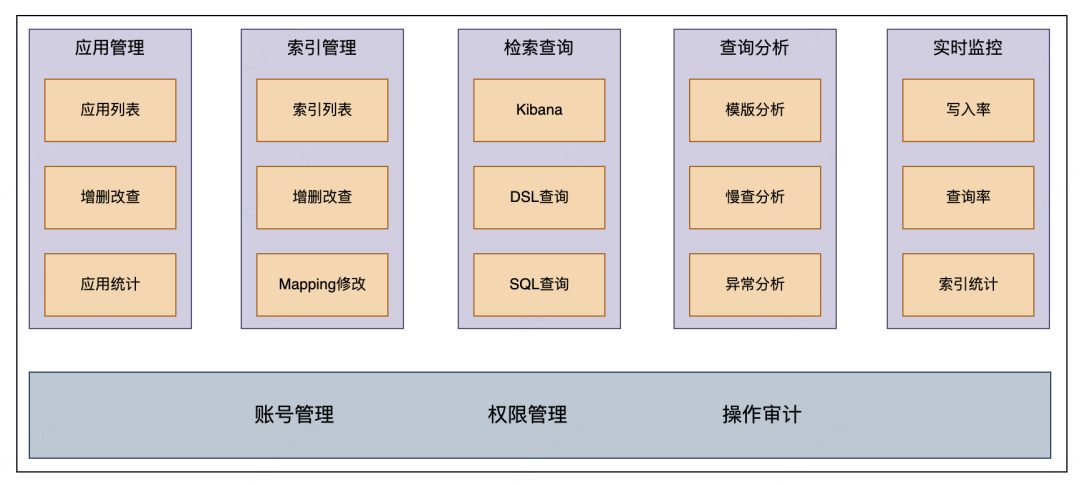 应用管理
应用列表
增删改查
应用统计
索引管理
索引列表
增删改查
Mapping修改
检索查询
Kibana
DSL查询
SQL查询
查询分析
模版分析
慢查分析
异常分析
实时监控
写入率
查询率
索引统计
账号管理
权限管理
操作审计